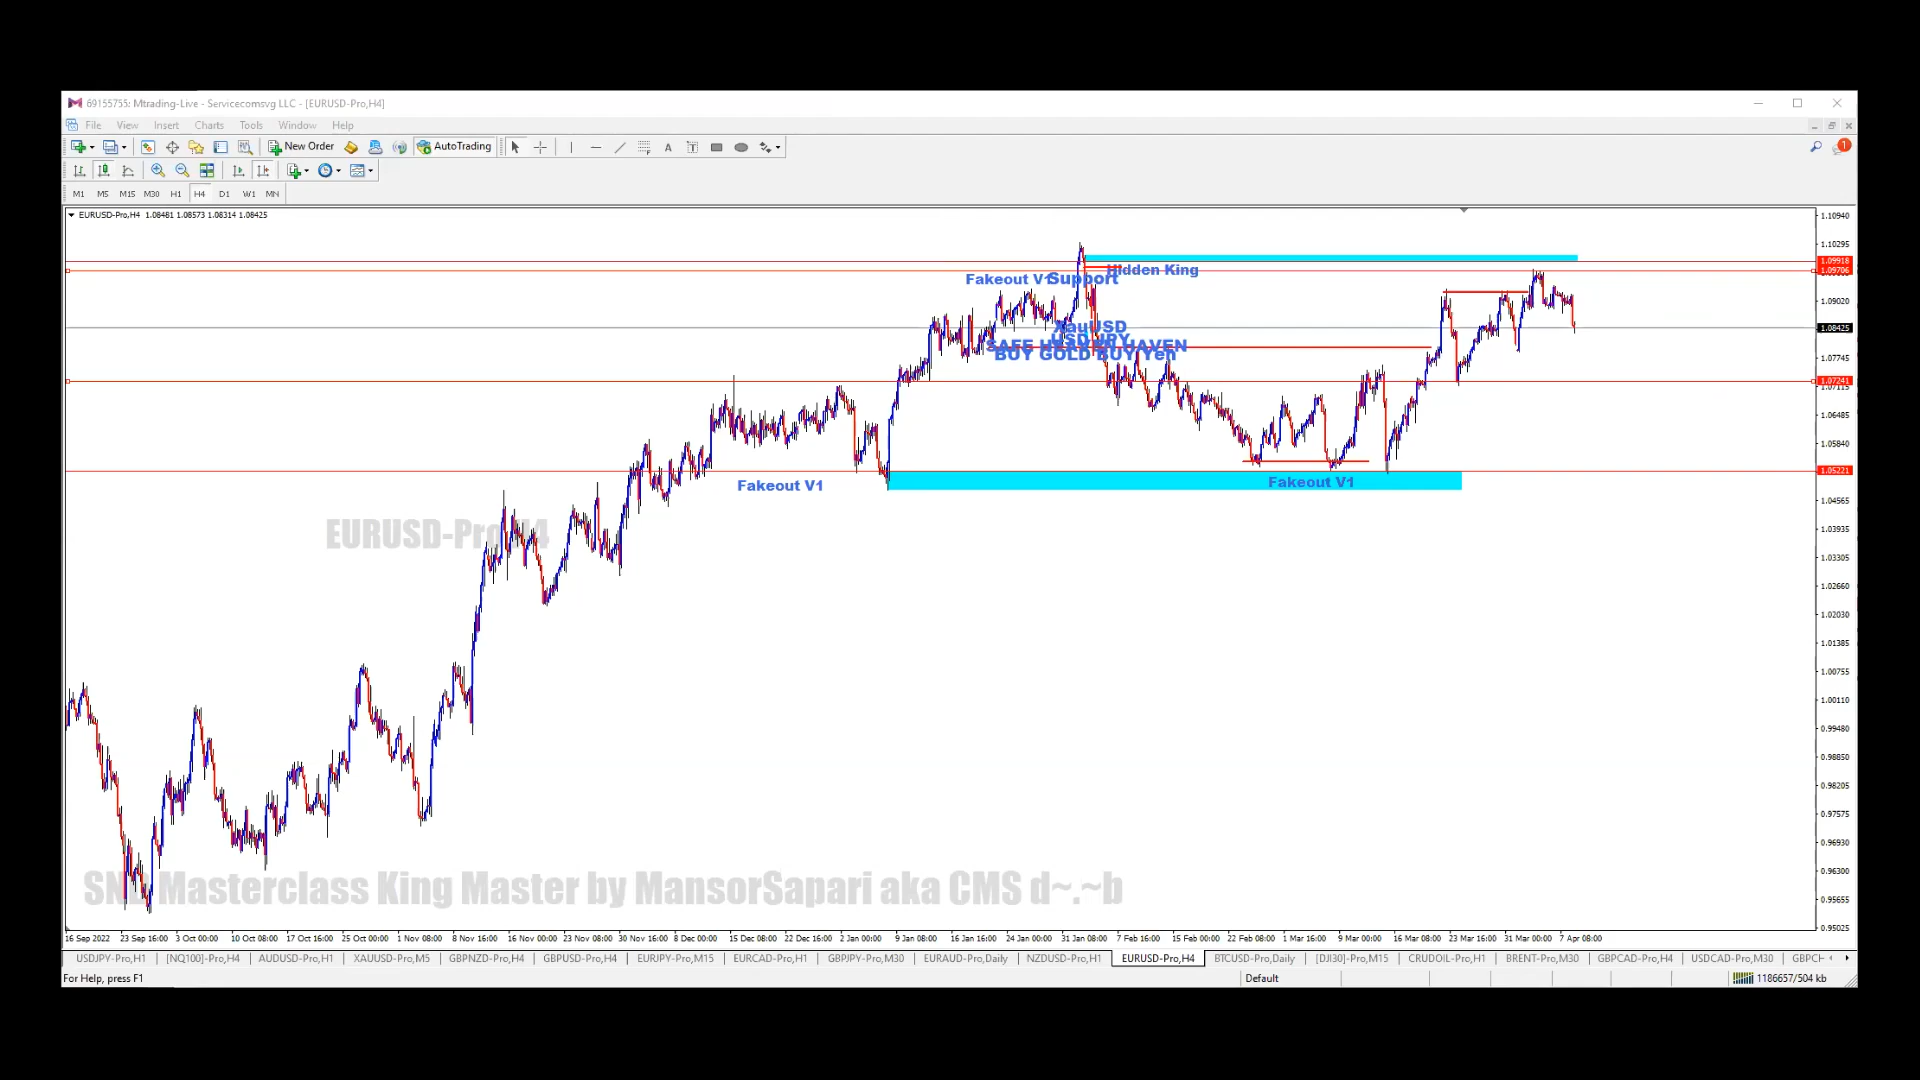 69155755: Mtrading-Live - Servicecomsvg LLC - [EURUSD-Pro,H4]
File View Insert Charts Tools Window Help
New Order AutoTrading
1
M1 M5 M15 M30 H1 H4 D1 W1 MN
EURUSD-Pro,H4 1.08481 1.08573 1.08314 1.08425
1.10940
1.10295
1.09918
1.09706
1.09020
1.08425
1.07745
1.07241
1.07115
1.06485
1.05840
1.05221
1.04565
1.03935
1.03305
1.02660
1.02030
1.01385
1.00755
1.00110
0.99480
0.98850
0.98205
0.97575
0.96930
0.96300
0.95655
0.95025
Hidden King
Fakeout V1
Support
XauUSD
USDJPY
BUY GOLD BUY Yen
Fakeout V1
Fakeout V1
EURUSD-Pro,H4
SNR Masterclass King Master by MansorSapari aka CMS d~.~b
16 Sep 2022 23 Sep 16:00 3 Oct 00:00 10 Oct 08:00 17 Oct 16:00 25 Oct 00:00 1 Nov 08:00 8 Nov 16:00 16 Nov 00:00 23 Nov 08:00 30 Nov 16:00 8 Dec 00:00 15 Dec 08:00 22 Dec 16:00 2 Jan 00:00 9 Jan 08:00 16 Jan 16:00 24 Jan 00:00 31 Jan 08:00 7 Feb 16:00 15 Feb 00:00 22 Feb 08:00 1 Mar 16:00 9 Mar 00:00 16 Mar 08:00 23 Mar 16:00 31 Mar 00:00 7 Apr 08:00
USDJPY-Pro,H1 [NQ100]-Pro,H4 AUDUSD-Pro,H1 XAUUSD-Pro,M5 GBPNZD-Pro,H4 GBPUSD-Pro,H4 EURJPY-Pro,M15 EURCAD-Pro,H1 GBPJPY-Pro,M30 EURAUD-Pro,Daily NZDUSD-Pro,H1 EURUSD-Pro,H4 BTCUSD-Pro,Daily [DJI30]-Pro,M15 CRUDOIL-Pro,H1 BRENT-Pro,M30 GBPCAD-Pro,H4 USDCAD-Pro,M30 GBPCH
For Help, press F1 Default 1186657/504 kb